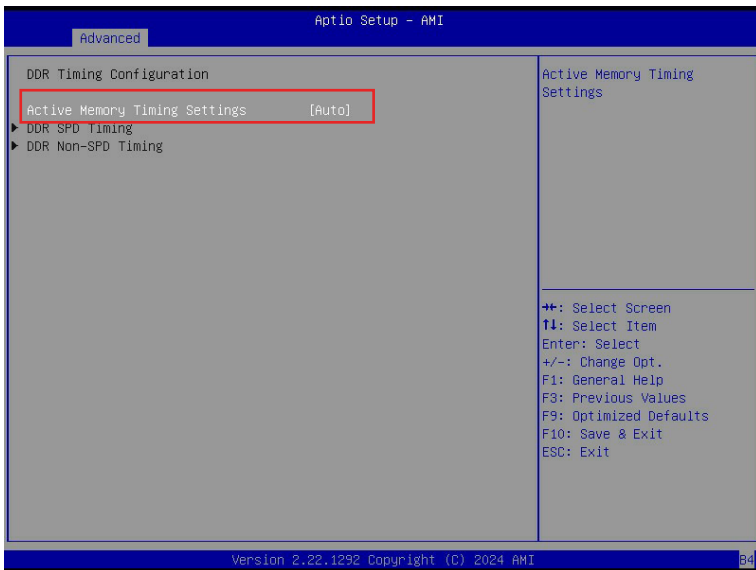 Aptio Setup – AMI
Advanced
DDR Timing Configuration
Active Memory Timing Settings [Auto]
DDR SPD Timing
DDR Non–SPD Timing
Active Memory Timing
Settings
→←: Select Screen
↑↓: Select Item
Enter: Select
+/–: Change Opt.
F1: General Help
F3: Previous Values
F9: Optimized Defaults
F10: Save & Exit
ESC: Exit
Version 2.22.1292 Copyright (C) 2024 AMI
B4